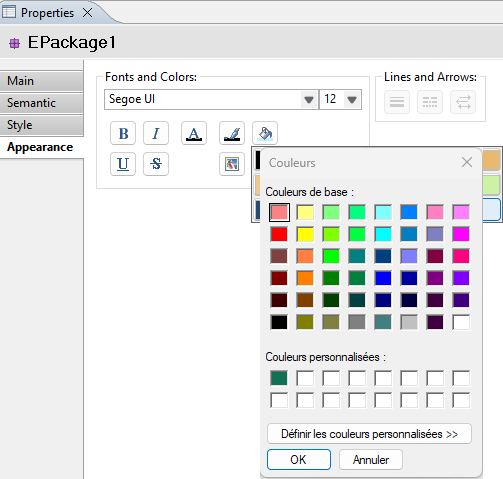 Properties
EPackage1
Fonts and Colors:
Lines and Arrows:
Main
Semantic
Style
Appearance
Segoe UI
12
B
I
A
U
S
Couleurs
Couleurs de base :
Couleurs personnalisées :
Définir les couleurs personnalisées >>
OK
Annuler